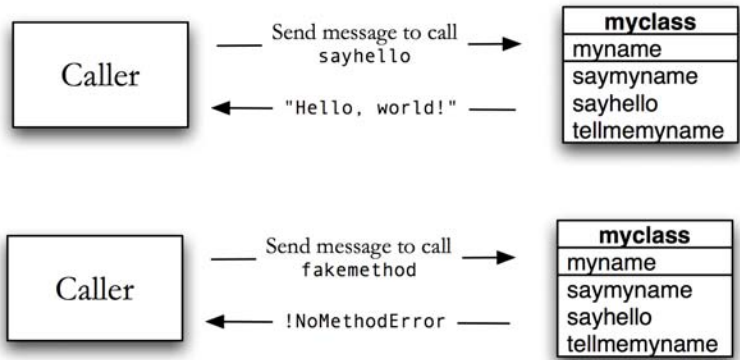 Caller
Send message to call
sayhello
"Hello, world!"
myclass
myname
saymyname
sayhello
tellmemyname
Caller
Send message to call
fakemethod
!NoMethodError
myclass
myname
saymyname
sayhello
tellmemyname